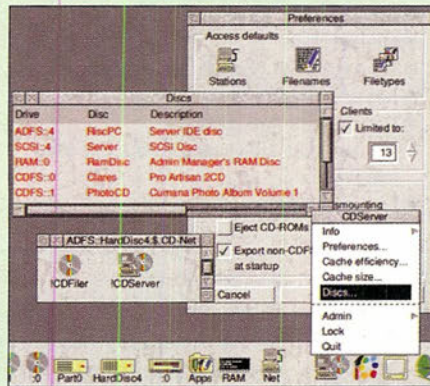 Preferences
Access defaults
Stations
Filenames
Filetypes
Discs
Drive Disc Description
ADFS::4 RiscPC Server IDE disc
SCSI::4 Server SCSI Disc
RAM::0 RamDisc Admin Manager's RAM Disc
CDFS::0 Clares Pro Artisan 2CD
CDFS::1 PhotoCD Cumana Photo Album Volume 1
Clients
Limited to:
13
smounting
Eject CD-ROMs
Export non-CDFS
at startup
Cancel
ADFS::HardDisc4.$.CD-Net
!CDFiler
!CDServer
CDServer
Info
Preferences...
Cache efficiency...
Cache size...
Discs...
Admin
Lock
Quit
:0
Part0
HardDisc4
:0
Apps
RAM
Net